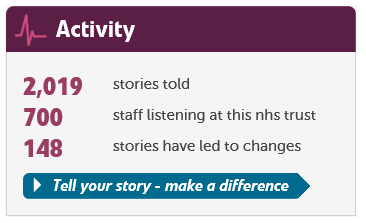 Activity
2,019 stories told
700 staff listening at this nhs trust
148 stories have led to changes
Tell your story - make a difference